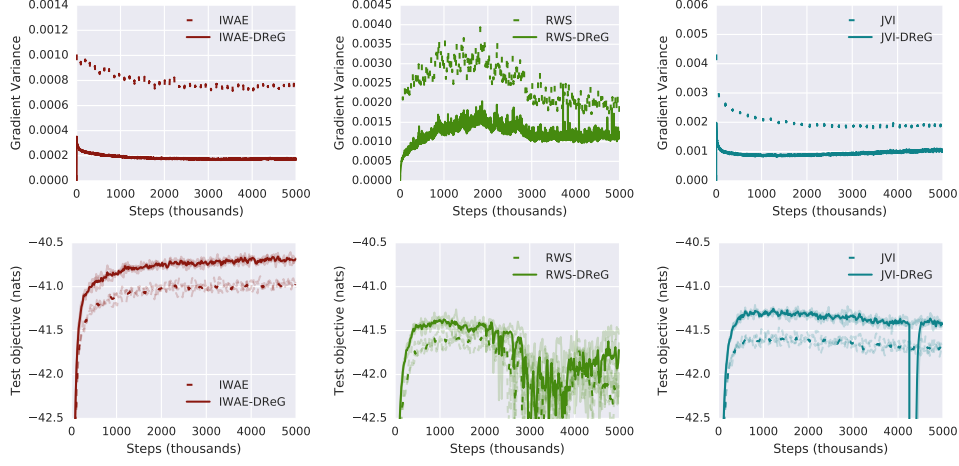 Gradient Variance
0.0014
0.0012
0.0010
0.0008
0.0006
0.0004
0.0002
0.0000
IWAE
IWAE-DReG
0 1000 2000 3000 4000 5000
Steps (thousands)
Gradient Variance
0.0045
0.0040
0.0035
0.0030
0.0025
0.0020
0.0015
0.0010
0.0005
0.0000
RWS
RWS-DReG
0 1000 2000 3000 4000 5000
Steps (thousands)
Gradient Variance
0.006
0.005
0.004
0.003
0.002
0.001
0.000
JVI
JVI-DReG
0 1000 2000 3000 4000 5000
Steps (thousands)
Test objective (nats)
−40.5
−41.0
−41.5
−42.0
−42.5
IWAE
IWAE-DReG
0 1000 2000 3000 4000 5000
Steps (thousands)
Test objective (nats)
−40.5
−41.0
−41.5
−42.0
−42.5
RWS
RWS-DReG
0 1000 2000 3000 4000 5000
Steps (thousands)
Test objective (nats)
−40.5
−41.0
−41.5
−42.0
−42.5
JVI
JVI-DReG
0 1000 2000 3000 4000 5000
Steps (thousands)